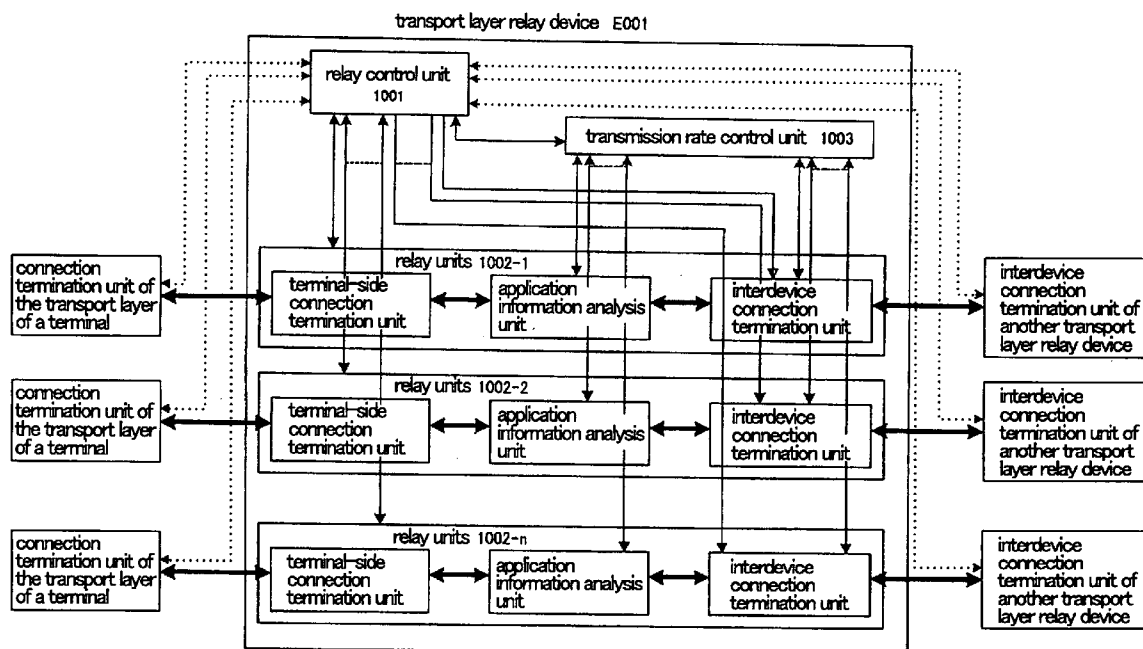 transport layer relay device E001
relay control unit
1001
transmission rate control unit 1003
relay units 1002-1
connection
termination unit of
the transport layer
of a terminal
terminal-side
connection
termination unit
application
information analysis
unit
interdevice
connection
termination unit
interdevice
connection
termination unit of
another transport
layer relay device
relay units 1002-2
connection
termination unit of
the transport layer
of a terminal
terminal-side
connection
termination unit
application
information analysis
unit
interdevice
connection
termination unit
interdevice
connection
termination unit of
another transport
layer relay device
relay units 1002-n
connection
termination unit of
the transport layer
of a terminal
terminal-side
connection
termination unit
application
information analysis
unit
interdevice
connection
termination unit
interdevice
connection
termination unit of
another transport
layer relay device